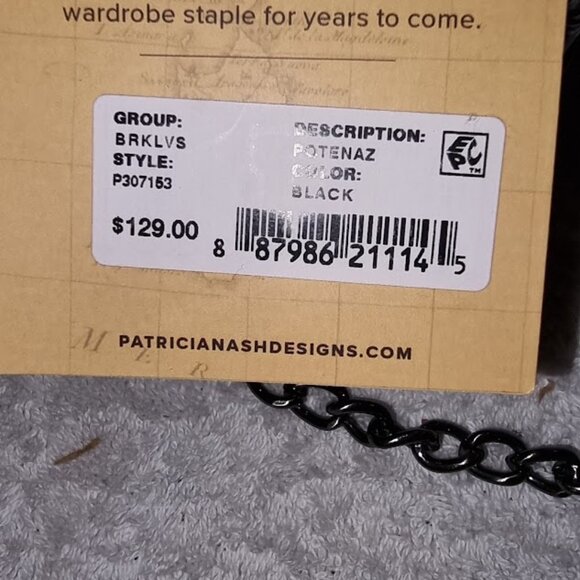 wardrobe staple for years to come.
GROUP:
BRKLVS
STYLE:
P307153
$129.00
DESCRIPTION:
POTENAZ
COLOR:
BLACK
ECP™
8 87986 21114 5
M E R
PATRICIANASHDESIGNS.COM